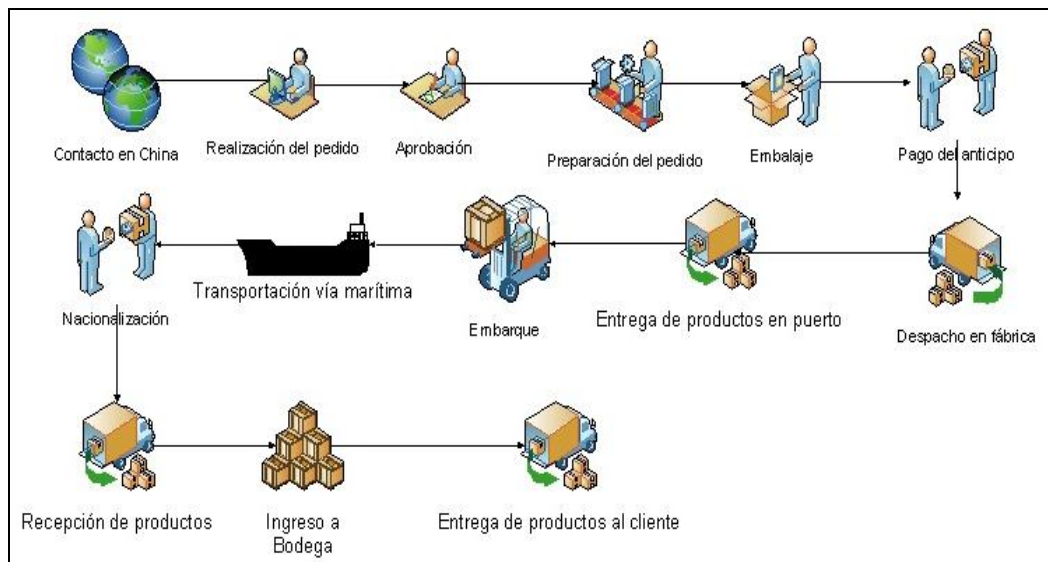 Contacto en China
Realización del pedido
Aprobación
Preparación del pedido
Embalaje
Pago del anticipo
Nacionalización
Transportación vía marítima
Embarque
Entrega de productos en puerto
Despacho en fábrica
Recepción de productos
Ingreso a
Bodega
Entrega de productos al cliente